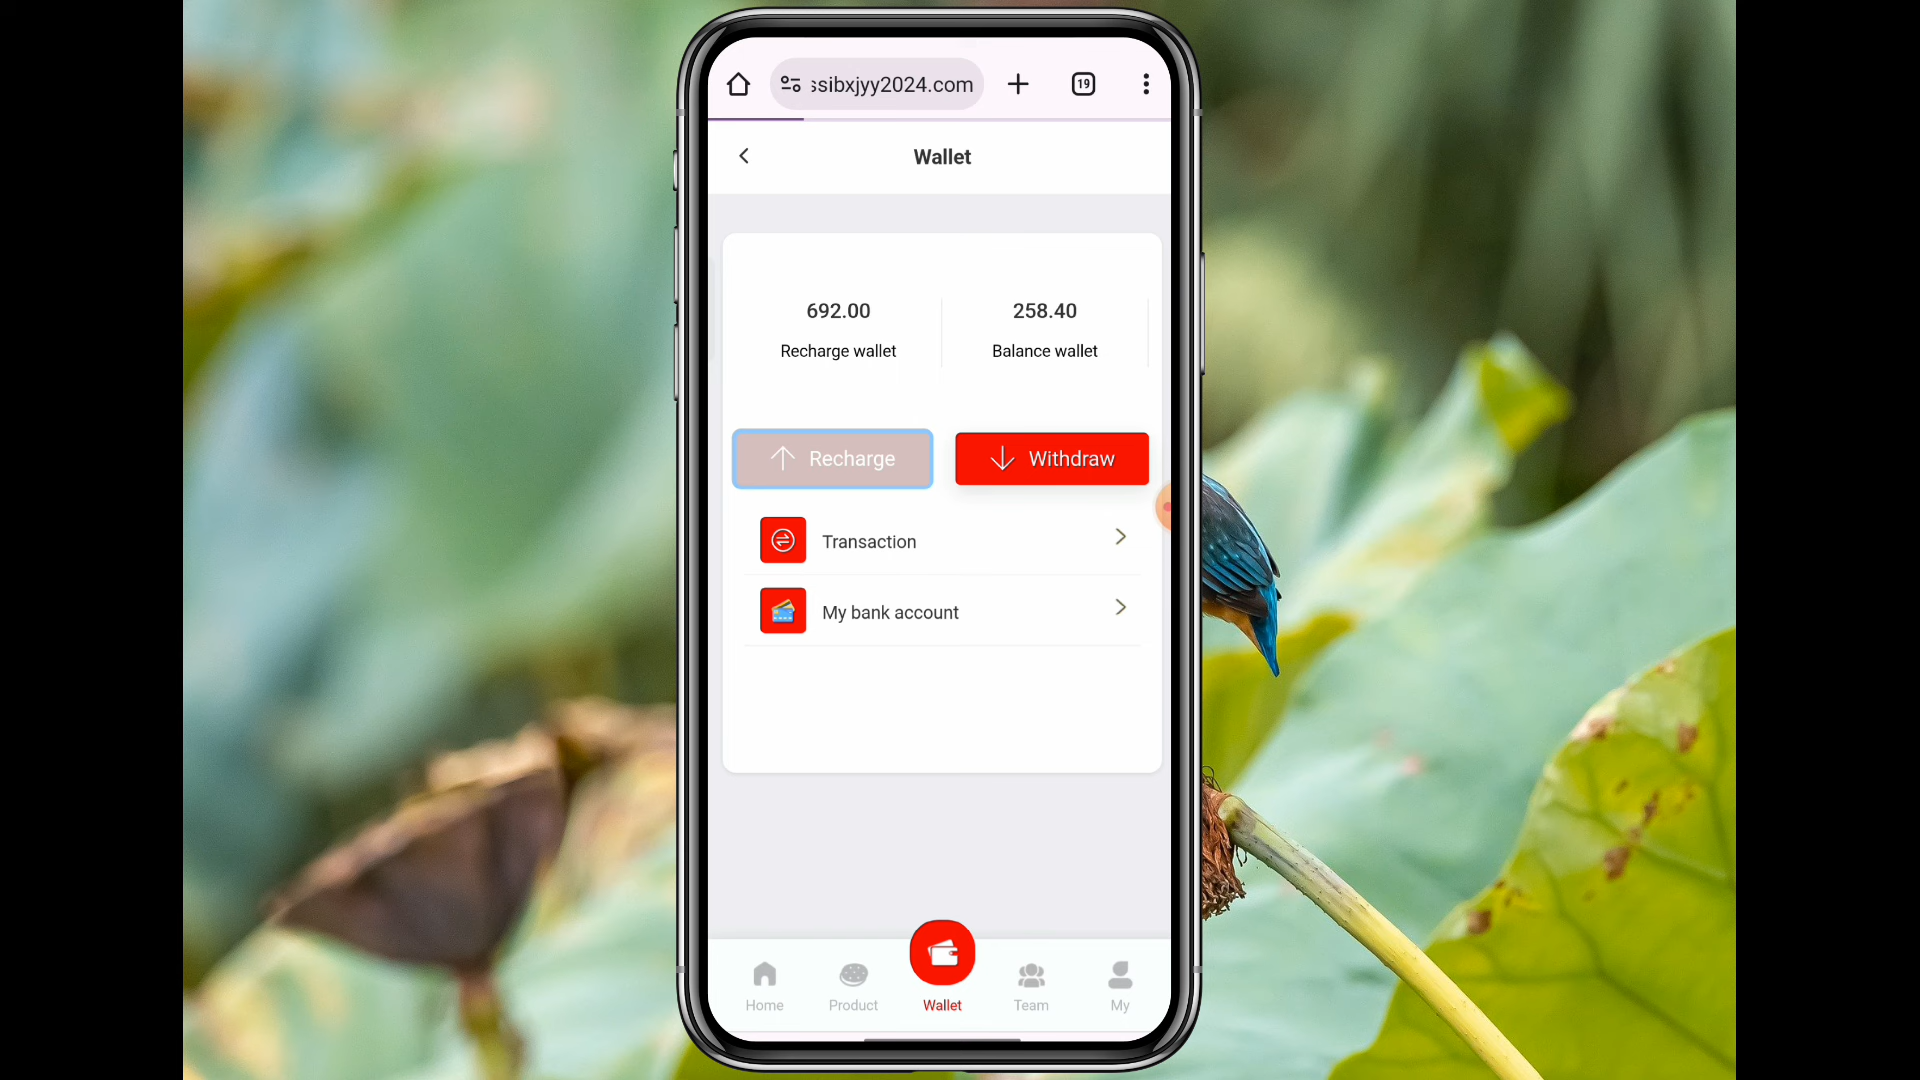 ssibxjyy2024.com
19
Wallet
692.00
258.40
Recharge wallet
Balance wallet
Recharge
Withdraw
Transaction
My bank account
Home
Product
Wallet
Team
My